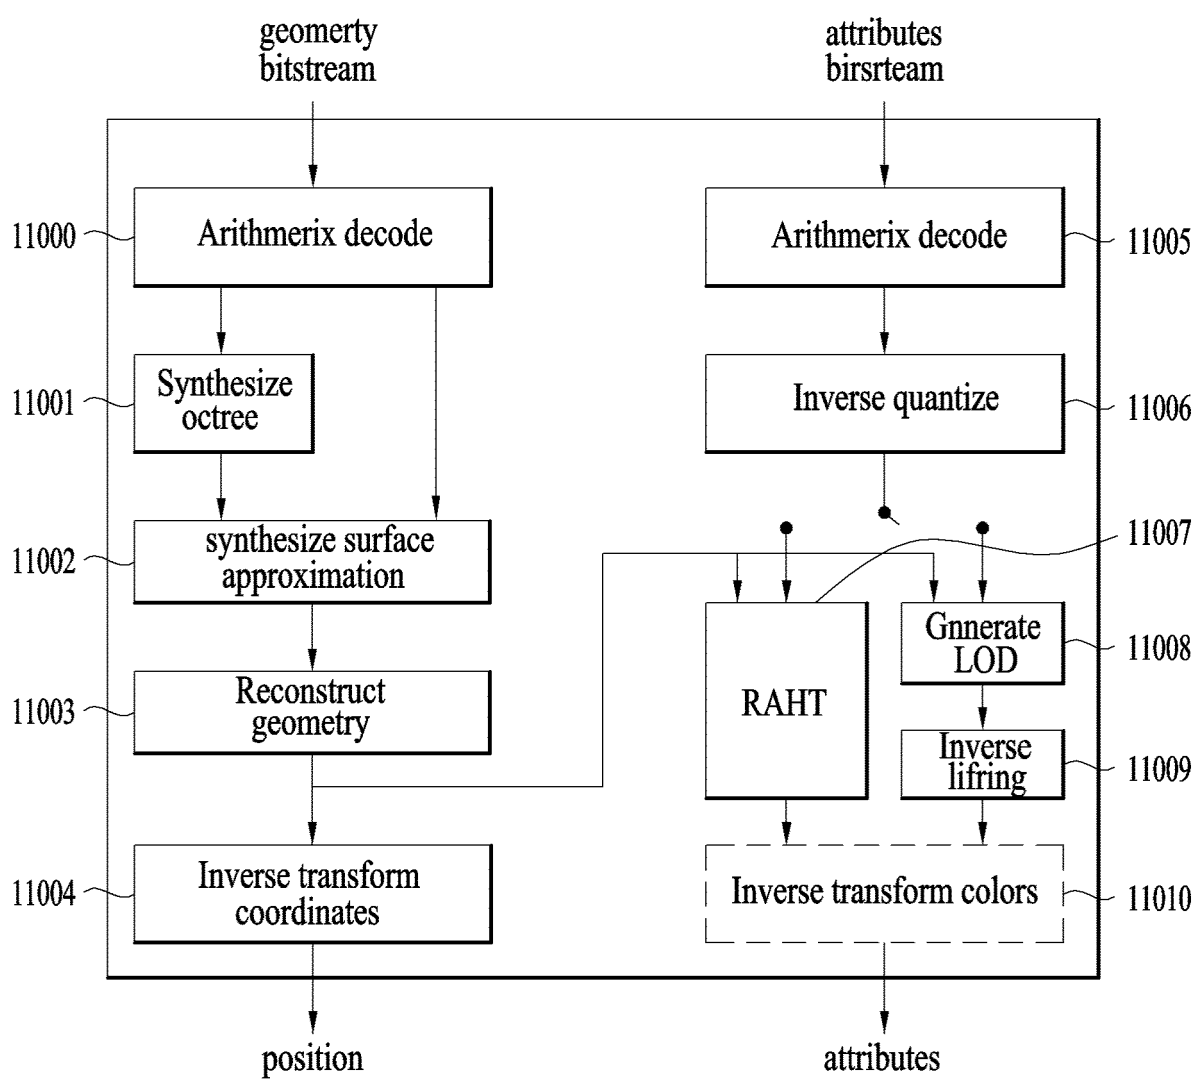 geomerty
bitstream
attributes
birsrteam
11000
Arithmerix decode
Arithmerix decode
11005
11001
Synthesize
octree
Inverse quantize
11006
11002
synthesize surface
approximation
11007
Gnnerate
LOD
11008
11003
Reconstruct
geometry
RAHT
Inverse
lifring
11009
11004
Inverse transform
coordinates
Inverse transform colors
11010
position
attributes